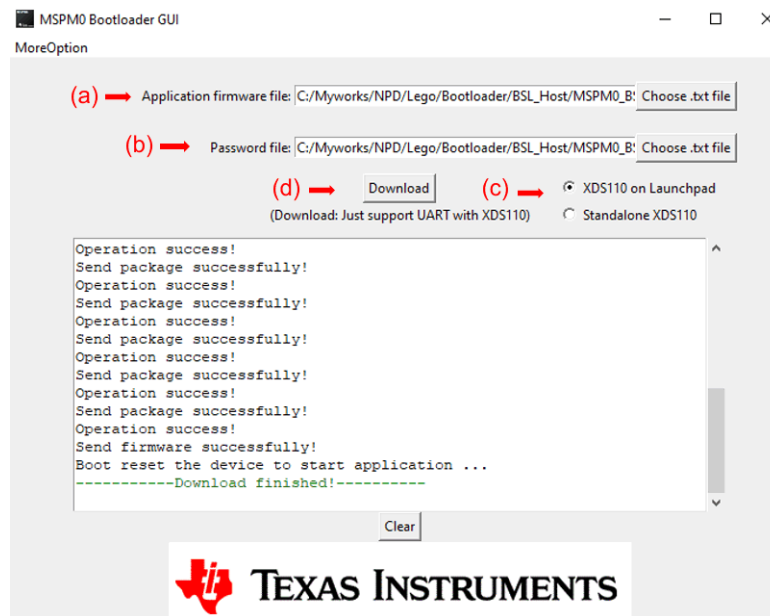 MSPM0 Bootloader GUI
MoreOption
(a) Application firmware file: C:/Myworks/NPD/Lego/Bootloader/BSL_Host/MSPM0_B Choose .txt file
(b) Password file: C:/Myworks/NPD/Lego/Bootloader/BSL_Host/MSPM0_B Choose .txt file
(d) Download (c) XDS110 on Launchpad
(Download: Just support UART with XDS110) Standalone XDS110
Operation success!
Send package successfully!
Operation success!
Send package successfully!
Operation success!
Send package successfully!
Operation success!
Send package successfully!
Operation success!
Send package successfully!
Operation success!
Send firmware successfully!
Boot reset the device to start application ...
-----------Download finished!----------
Clear
TEXAS INSTRUMENTS